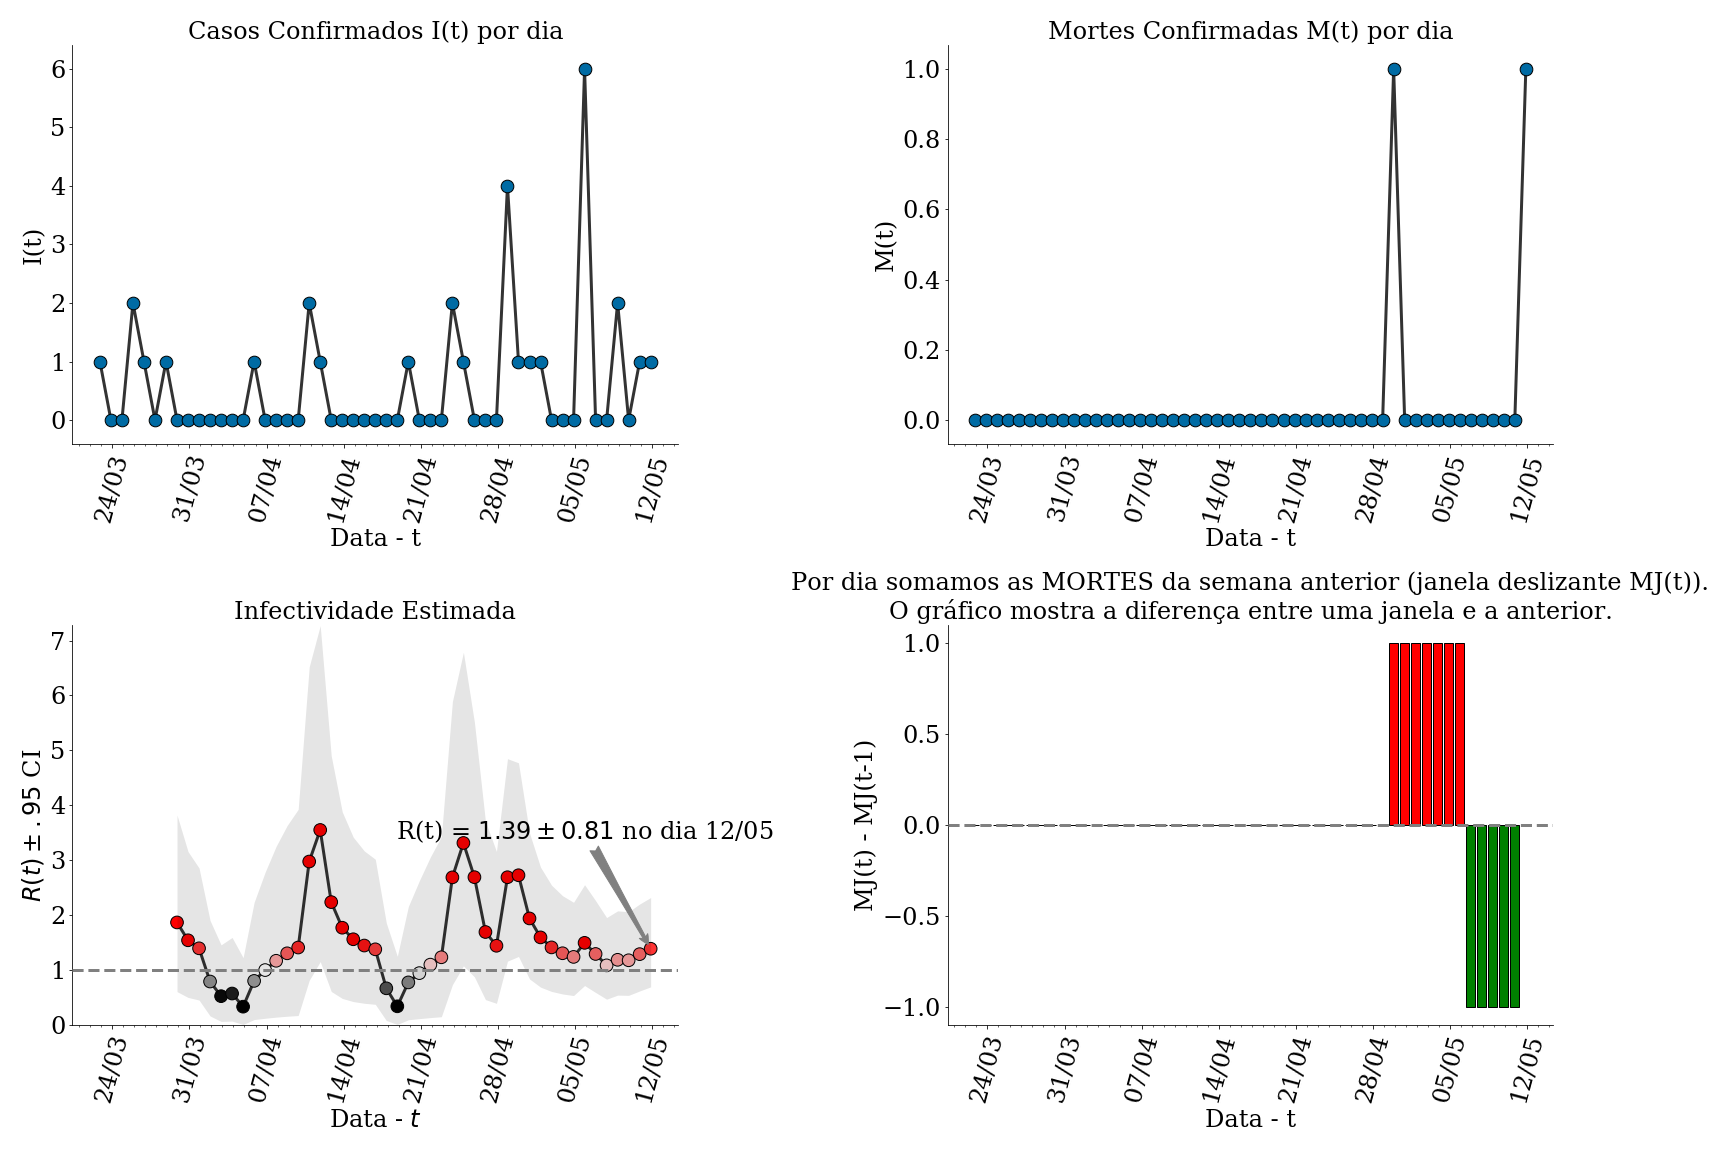 Casos Confirmados I(t) por dia
6
5
4
3
2
1
0
I(t)
24/03 31/03 07/04 14/04 21/04 28/04 05/05 12/05
Data - t
Mortes Confirmadas M(t) por dia
1.0
0.8
0.6
0.4
0.2
0.0
M(t)
24/03 31/03 07/04 14/04 21/04 28/04 05/05 12/05
Data - t
Infectividade Estimada
7
6
5
4
3
2
1
0
R(t) ± .95 CI
R(t) = 1.39 ± 0.81 no dia 12/05
24/03 31/03 07/04 14/04 21/04 28/04 05/05 12/05
Data - t
Por dia somamos as MORTES da semana anterior (janela deslizante MJ(t)).
O gráfico mostra a diferença entre uma janela e a anterior.
1.0
0.5
0.0
−0.5
−1.0
MJ(t) - MJ(t-1)
24/03 31/03 07/04 14/04 21/04 28/04 05/05 12/05
Data - t